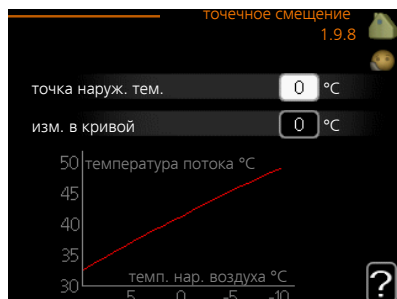 точечное смещение
1.9.8
точка наруж. тем. 0 °C
изм. в кривой 0 °C
50 температура потока °C
45
40
35
30 темп. нар. воздуха °C
5 0 -5 -10
?